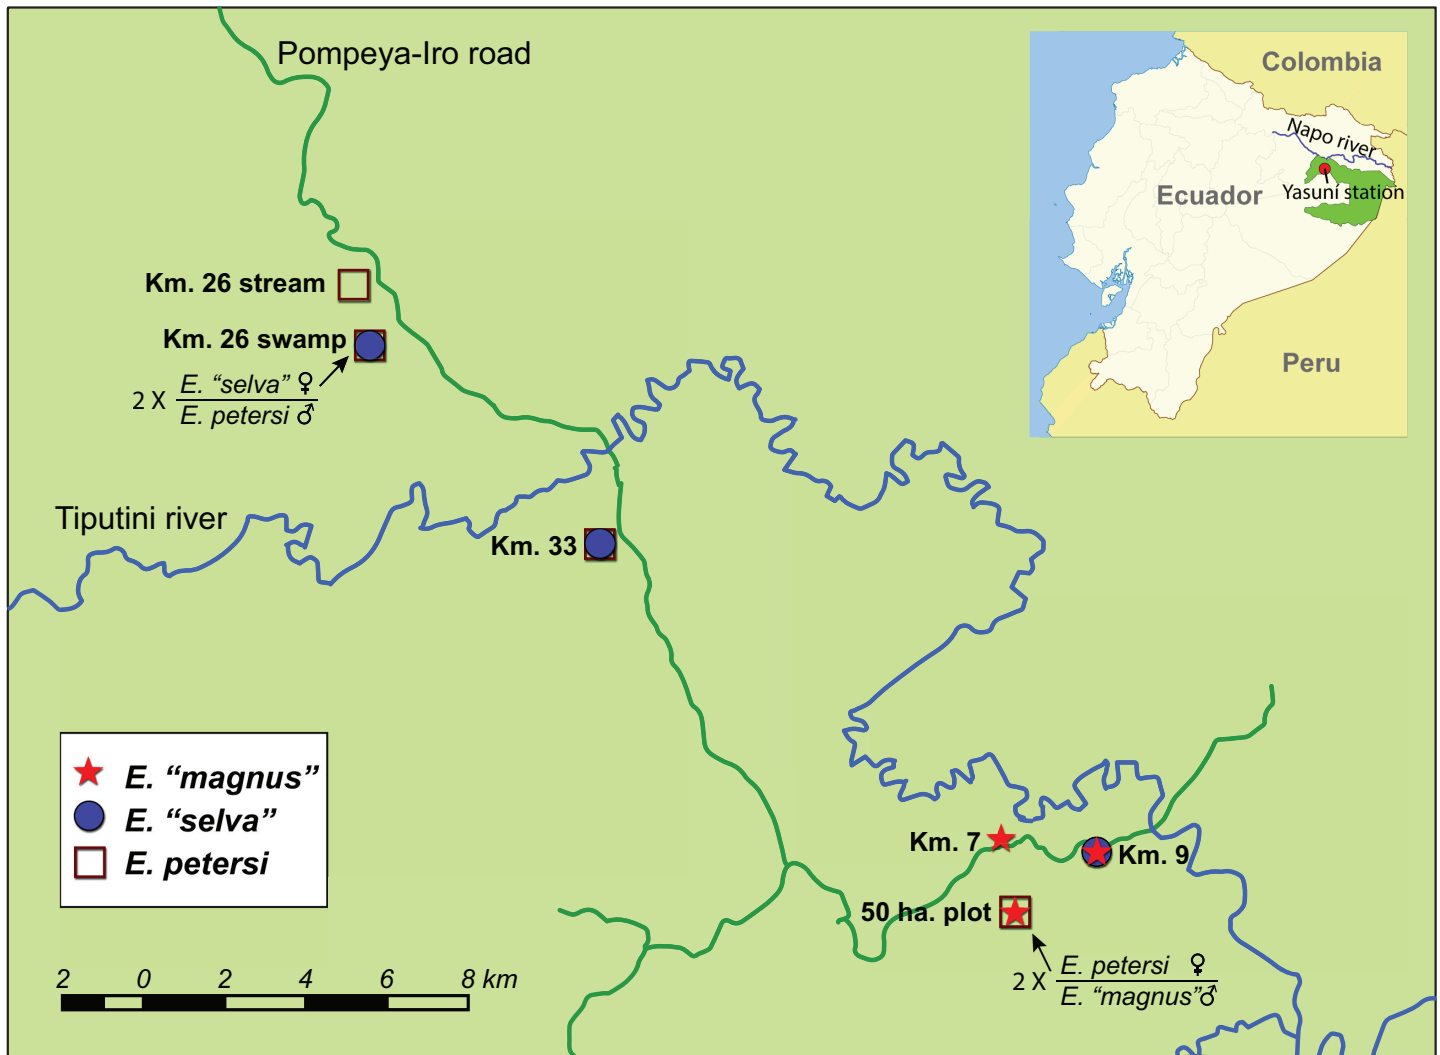 Pompeya-Iro road
Colombia
Napo river
Ecuador
Yasuní station
Peru
Km. 26 stream
Km. 26 swamp
2 X E. “selva” ♀
E. petersi ♂
Tiputini river
Km. 33
E. “magnus”
E. “selva”
E. petersi
Km. 7
Km. 9
50 ha. plot
2 X E. petersi ♀
E. “magnus”♂
2 0 2 4 6 8 km